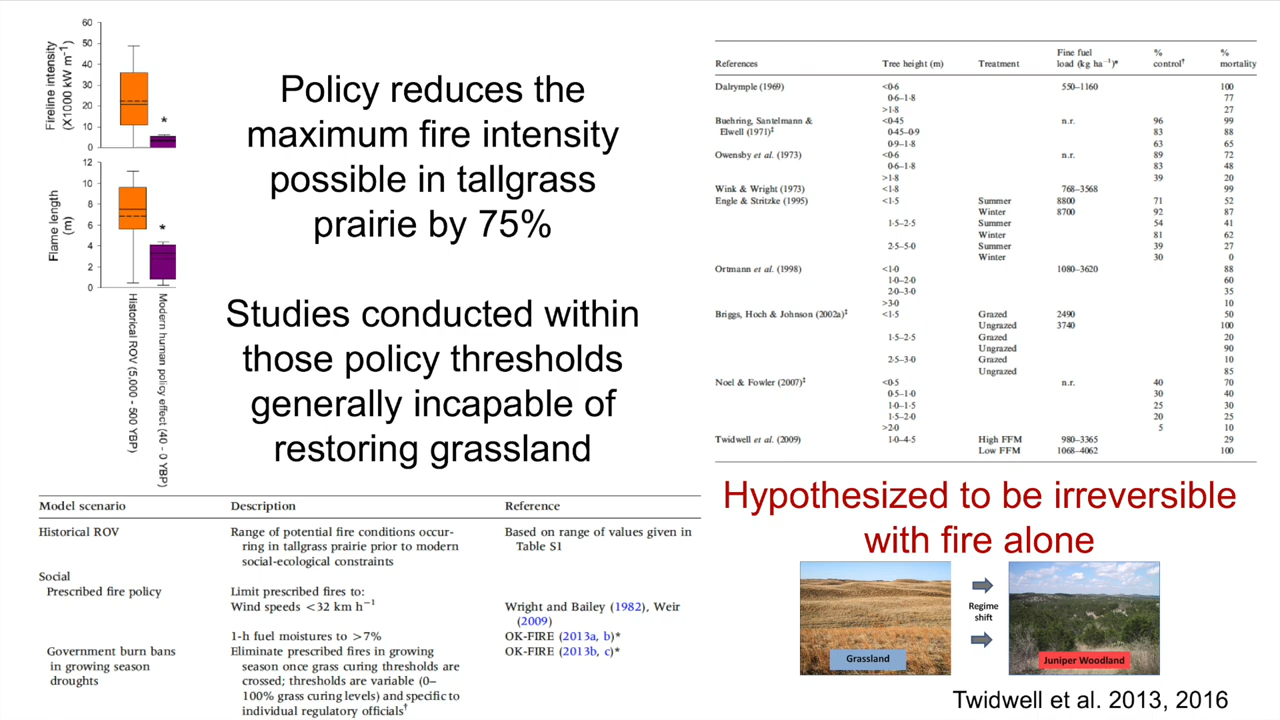 60
50
40
30
20
10
0
Fireline intensity
(X1000 kW m⁻¹)
*
12
10
8
6
4
2
0
Flame length
(m)
*
Historical ROV (5,000 - 500 YBP)
Modern human policy effect (40 - 0 YBP)
Policy reduces the
maximum fire intensity
possible in tallgrass
prairie by 75%
Studies conducted within
those policy thresholds
generally incapable of
restoring grassland
Model scenario Description Reference
Historical ROV Range of potential fire conditions occur- Based on range of values given in
ring in tallgrass prairie prior to modern Table S1
social-ecological constraints
Social
Prescribed fire policy Limit prescribed fires to:
Wind speeds <32 km h⁻¹ Wright and Bailey (1982), Weir
(2009)
1-h fuel moistures to >7% OK-FIRE (2013a, b)*
Government burn bans Eliminate prescribed fires in growing OK-FIRE (2013b, c)*
in growing season season once grass curing thresholds are
droughts crossed; thresholds are variable (0–
100% grass curing levels) and specific to
individual regulatory officials†
Fine fuel % %
References Tree height (m) Treatment load (kg ha⁻¹)* control† mortality
Dalrymple (1969) <0·6 550–1160 100
0·6–1·8 77
>1·8 27
Buehring, Santelmann & <0·45 n.r. 96 99
Elwell (1971)‡ 0·45–0·9 83 88
0·9–1·8 63 65
Owensby et al. (1973) <0·6 n.r. 89 72
0·6–1·8 83 48
>1·8 39 20
Wink & Wright (1973) <1·8 768–3568 99
Engle & Stritzke (1995) <1·5 Summer 8800 71 52
Winter 8700 92 87
1·5–2·5 Summer 54 41
Winter 81 62
2·5–5·0 Summer 39 27
Winter 30 0
Ortmann et al. (1998) <1·0 1080–3620 88
1·0–2·0 60
2·0–3·0 35
>3·0 10
Briggs, Hoch & Johnson (2002a)‡ <1·5 Grazed 2490 50
Ungrazed 3740 100
1·5–2·5 Grazed 20
Ungrazed 90
2·5–3·0 Grazed 10
Ungrazed 85
Noel & Fowler (2007)‡ <0·5 n.r. 40 70
0·5–1·0 30 40
1·0–1·5 25 30
1·5–2·0 20 25
>2·0 5 10
Twidwell et al. (2009) 1·0–4·5 High FFM 980–3365 29
Low FFM 1068–4062 100
Hypothesized to be irreversible
with fire alone
Grassland
Regime
shift
Juniper Woodland
Twidwell et al. 2013, 2016